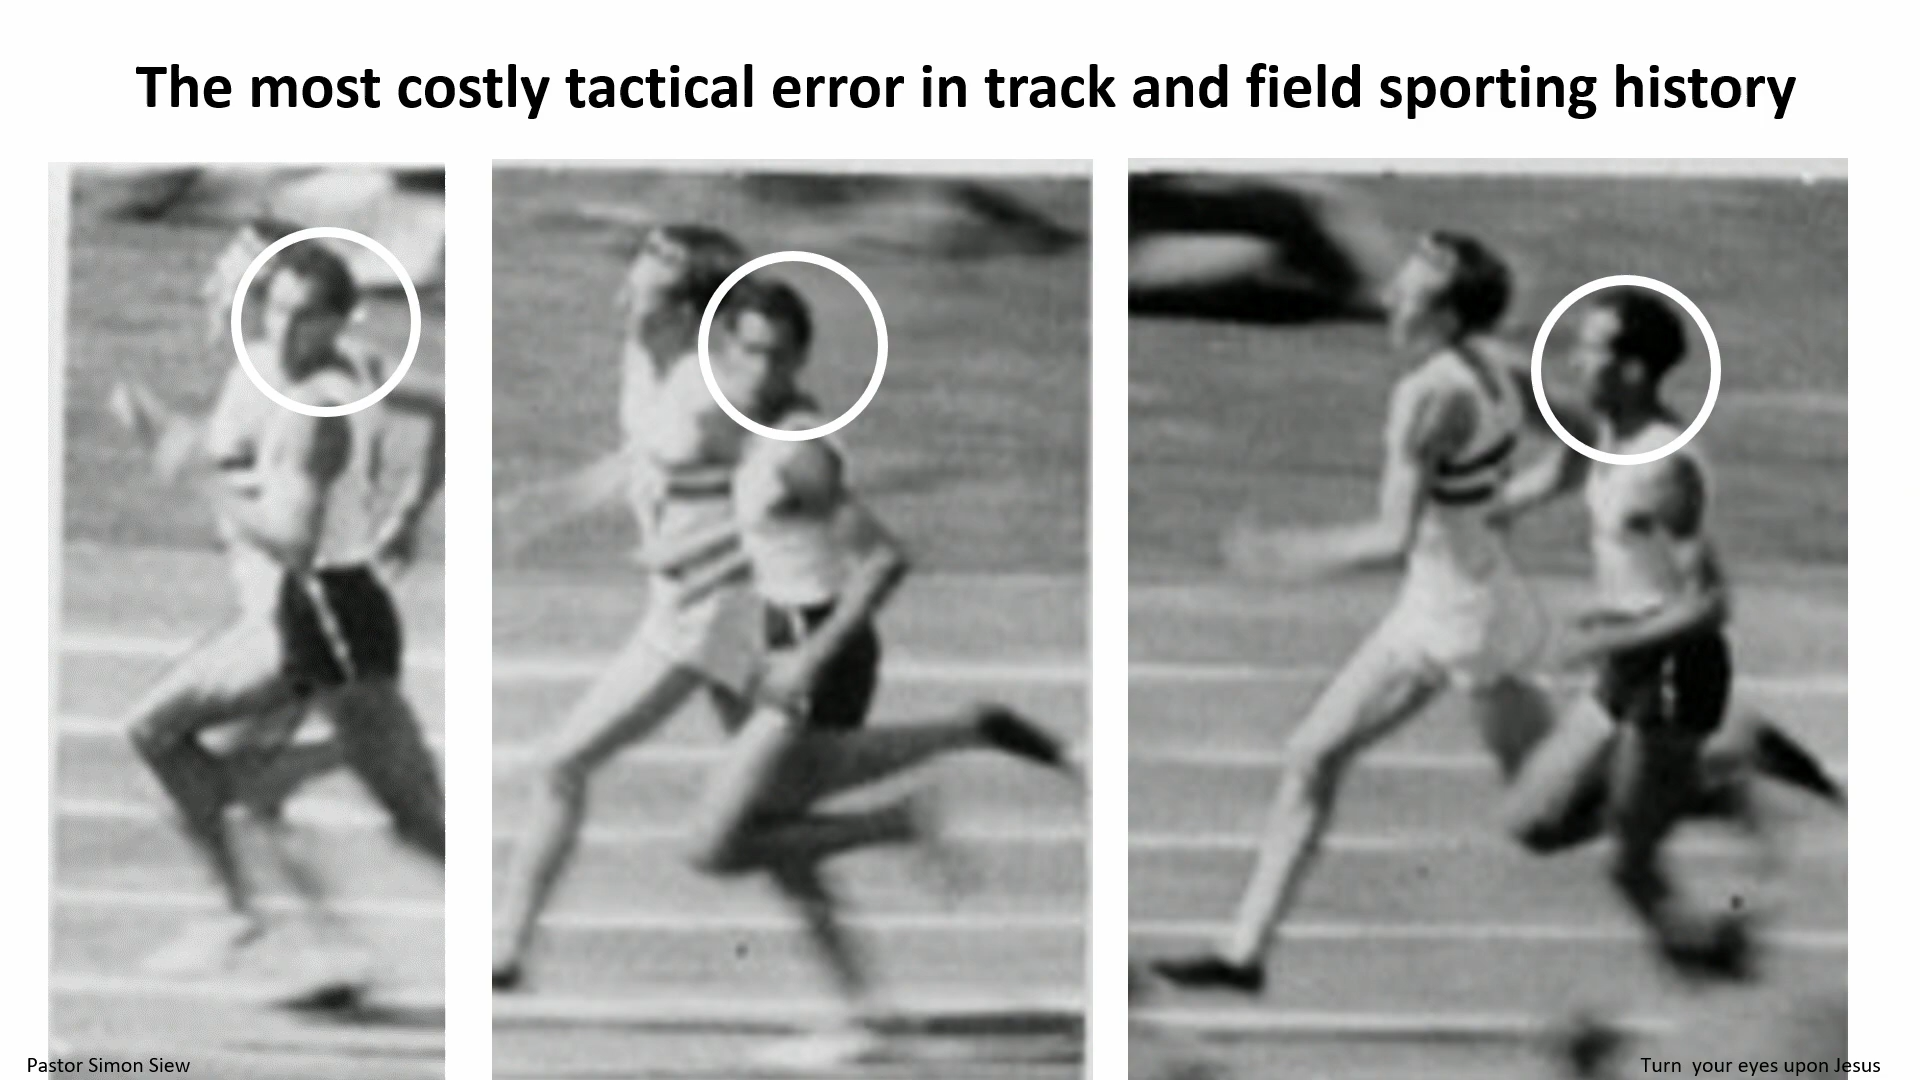 The most costly tactical error in track and field sporting history
Pastor Simon Siew
Turn  your eyes upon Jesus